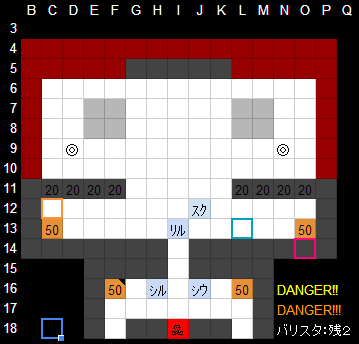 B C D E F G H I J K L M N O P Q
3
4
5
6
7
8
9 ◎ ◎
10
11 20 20 20 20 20 20 20 20
12 ｽｸ
13 50 ﾘﾙ 50
14
15
16 50 ｼﾙ ｼｳ 50 DANGER!!
17 DANGER!!!
18 バリスタ:残2